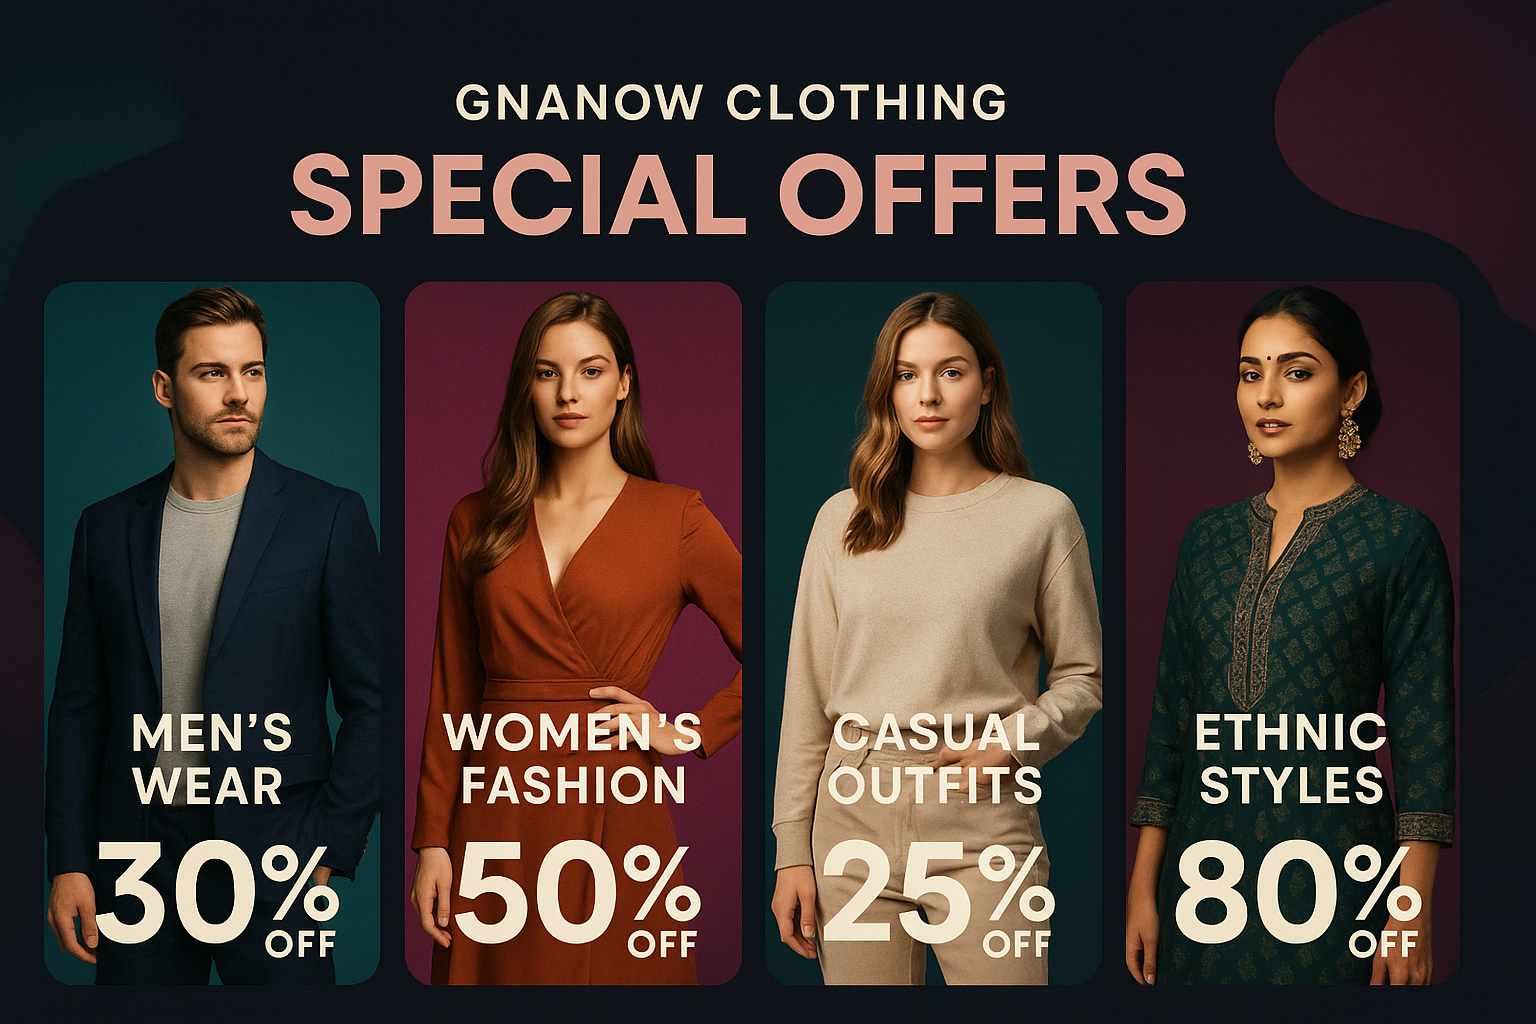 GNANOW CLOTHING
SPECIAL OFFERS
MEN'S
WEAR
30%
OFF
WOMEN'S
FASHION
50%
OFF
CASUAL
OUTFITS
25%
OFF
ETHNIC
STYLES
80%
OFF